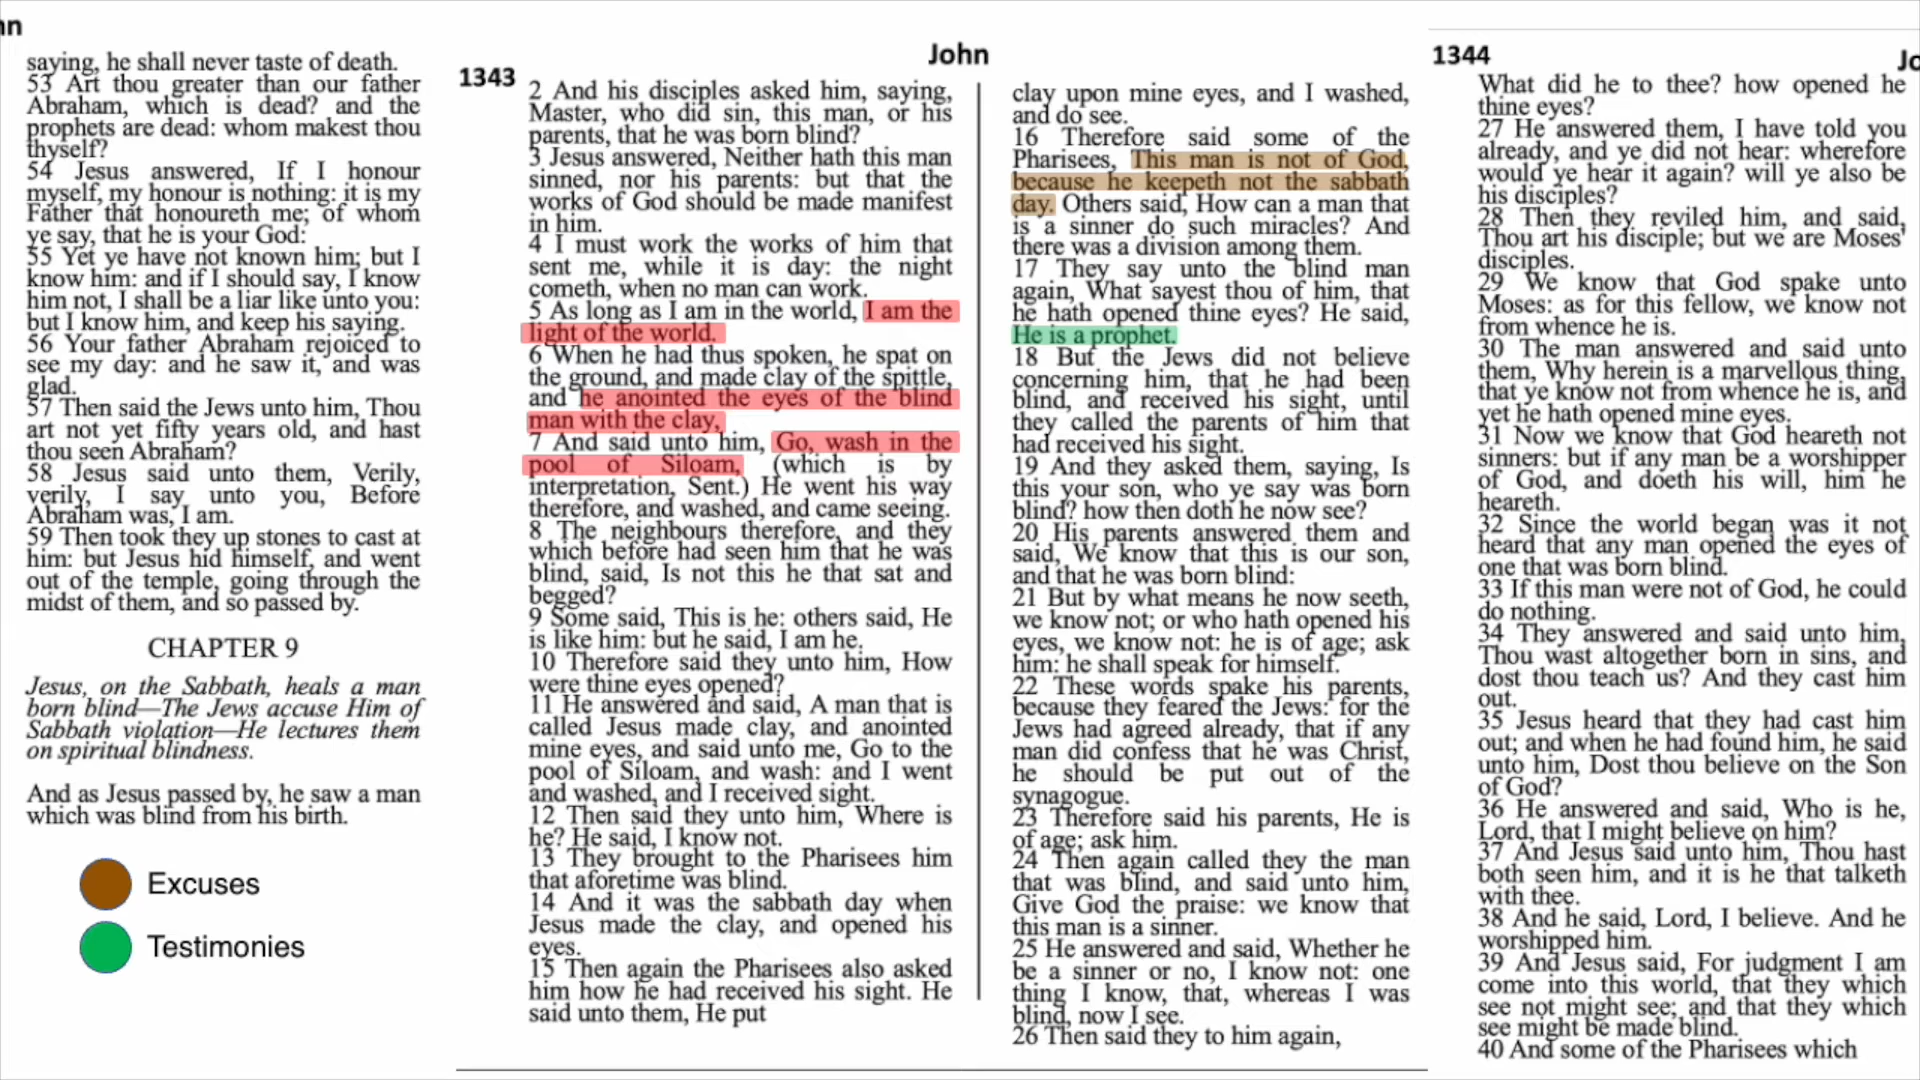 nn
saying, he shall never taste of death.
53 Art thou greater than our father
Abraham, which is dead? and the
prophets are dead: whom makest thou
thyself?
54 Jesus answered, If I honour
myself, my honour is nothing: it is my
Father that honoureth me; of whom
ye say, that he is your God:
55 Yet ye have not known him; but I
know him: and if I should say, I know
him not, I shall be a liar like unto you:
but I know him, and keep his saying.
56 Your father Abraham rejoiced to
see my day: and he saw it, and was
glad.
57 Then said the Jews unto him, Thou
art not yet fifty years old, and hast
thou seen Abraham?
58 Jesus said unto them, Verily,
verily, I say unto you, Before
Abraham was, I am.
59 Then took they up stones to cast at
him: but Jesus hid himself, and went
out of the temple, going through the
midst of them, and so passed by.
CHAPTER 9
Jesus, on the Sabbath, heals a man
born blind—The Jews accuse Him of
Sabbath violation—He lectures them
on spiritual blindness.
And as Jesus passed by, he saw a man
which was blind from his birth.
Excuses
Testimonies
1343
John
2 And his disciples asked him, saying,
Master, who did sin, this man, or his
parents, that he was born blind?
3 Jesus answered, Neither hath this man
sinned, nor his parents: but that the
works of God should be made manifest
in him.
4 I must work the works of him that
sent me, while it is day: the night
cometh, when no man can work.
5 As long as I am in the world, I am the
light of the world.
6 When he had thus spoken, he spat on
the ground, and made clay of the spittle,
and he anointed the eyes of the blind
man with the clay,
7 And said unto him, Go, wash in the
pool of Siloam, (which is by
interpretation, Sent.) He went his way
therefore, and washed, and came seeing.
8 The neighbours therefore, and they
which before had seen him that he was
blind, said, Is not this he that sat and
begged?
9 Some said, This is he: others said, He
is like him: but he said, I am he.
10 Therefore said they unto him, How
were thine eyes opened?
11 He answered and said, A man that is
called Jesus made clay, and anointed
mine eyes, and said unto me, Go to the
pool of Siloam, and wash: and I went
and washed, and I received sight.
12 Then said they unto him, Where is
he? He said, I know not.
13 They brought to the Pharisees him
that aforetime was blind.
14 And it was the sabbath day when
Jesus made the clay, and opened his
eyes.
15 Then again the Pharisees also asked
him how he had received his sight. He
said unto them, He put
clay upon mine eyes, and I washed,
and do see.
16 Therefore said some of the
Pharisees, This man is not of God,
because he keepeth not the sabbath
day. Others said, How can a man that
is a sinner do such miracles? And
there was a division among them.
17 They say unto the blind man
again, What sayest thou of him, that
he hath opened thine eyes? He said,
He is a prophet.
18 But the Jews did not believe
concerning him, that he had been
blind, and received his sight, until
they called the parents of him that
had received his sight.
19 And they asked them, saying, Is
this your son, who ye say was born
blind? how then doth he now see?
20 His parents answered them and
said, We know that this is our son,
and that he was born blind:
21 But by what means he now seeth,
we know not; or who hath opened his
eyes, we know not: he is of age; ask
him: he shall speak for himself.
22 These words spake his parents,
because they feared the Jews: for the
Jews had agreed already, that if any
man did confess that he was Christ,
he should be put out of the
synagogue.
23 Therefore said his parents, He is
of age; ask him.
24 Then again called they the man
that was blind, and said unto him,
Give God the praise: we know that
this man is a sinner.
25 He answered and said, Whether he
be a sinner or no, I know not: one
thing I know, that, whereas I was
blind, now I see.
26 Then said they to him again,
1344
Jo
What did he to thee? how opened he
thine eyes?
27 He answered them, I have told you
already, and ye did not hear: wherefore
would ye hear it again? will ye also be
his disciples?
28 Then they reviled him, and said,
Thou art his disciple; but we are Moses'
disciples.
29 We know that God spake unto
Moses: as for this fellow, we know not
from whence he is.
30 The man answered and said unto
them, Why herein is a marvellous thing,
that ye know not from whence he is, and
yet he hath opened mine eyes.
31 Now we know that God heareth not
sinners: but if any man be a worshipper
of God, and doeth his will, him he
heareth.
32 Since the world began was it not
heard that any man opened the eyes of
one that was born blind.
33 If this man were not of God, he could
do nothing.
34 They answered and said unto him,
Thou wast altogether born in sins, and
dost thou teach us? And they cast him
out.
35 Jesus heard that they had cast him
out; and when he had found him, he said
unto him, Dost thou believe on the Son
of God?
36 He answered and said, Who is he,
Lord, that I might believe on him?
37 And Jesus said unto him, Thou hast
both seen him, and it is he that talketh
with thee.
38 And he said, Lord, I believe. And he
worshipped him.
39 And Jesus said, For judgment I am
come into this world, that they which
see not might see; and that they which
see might be made blind.
40 And some of the Pharisees which